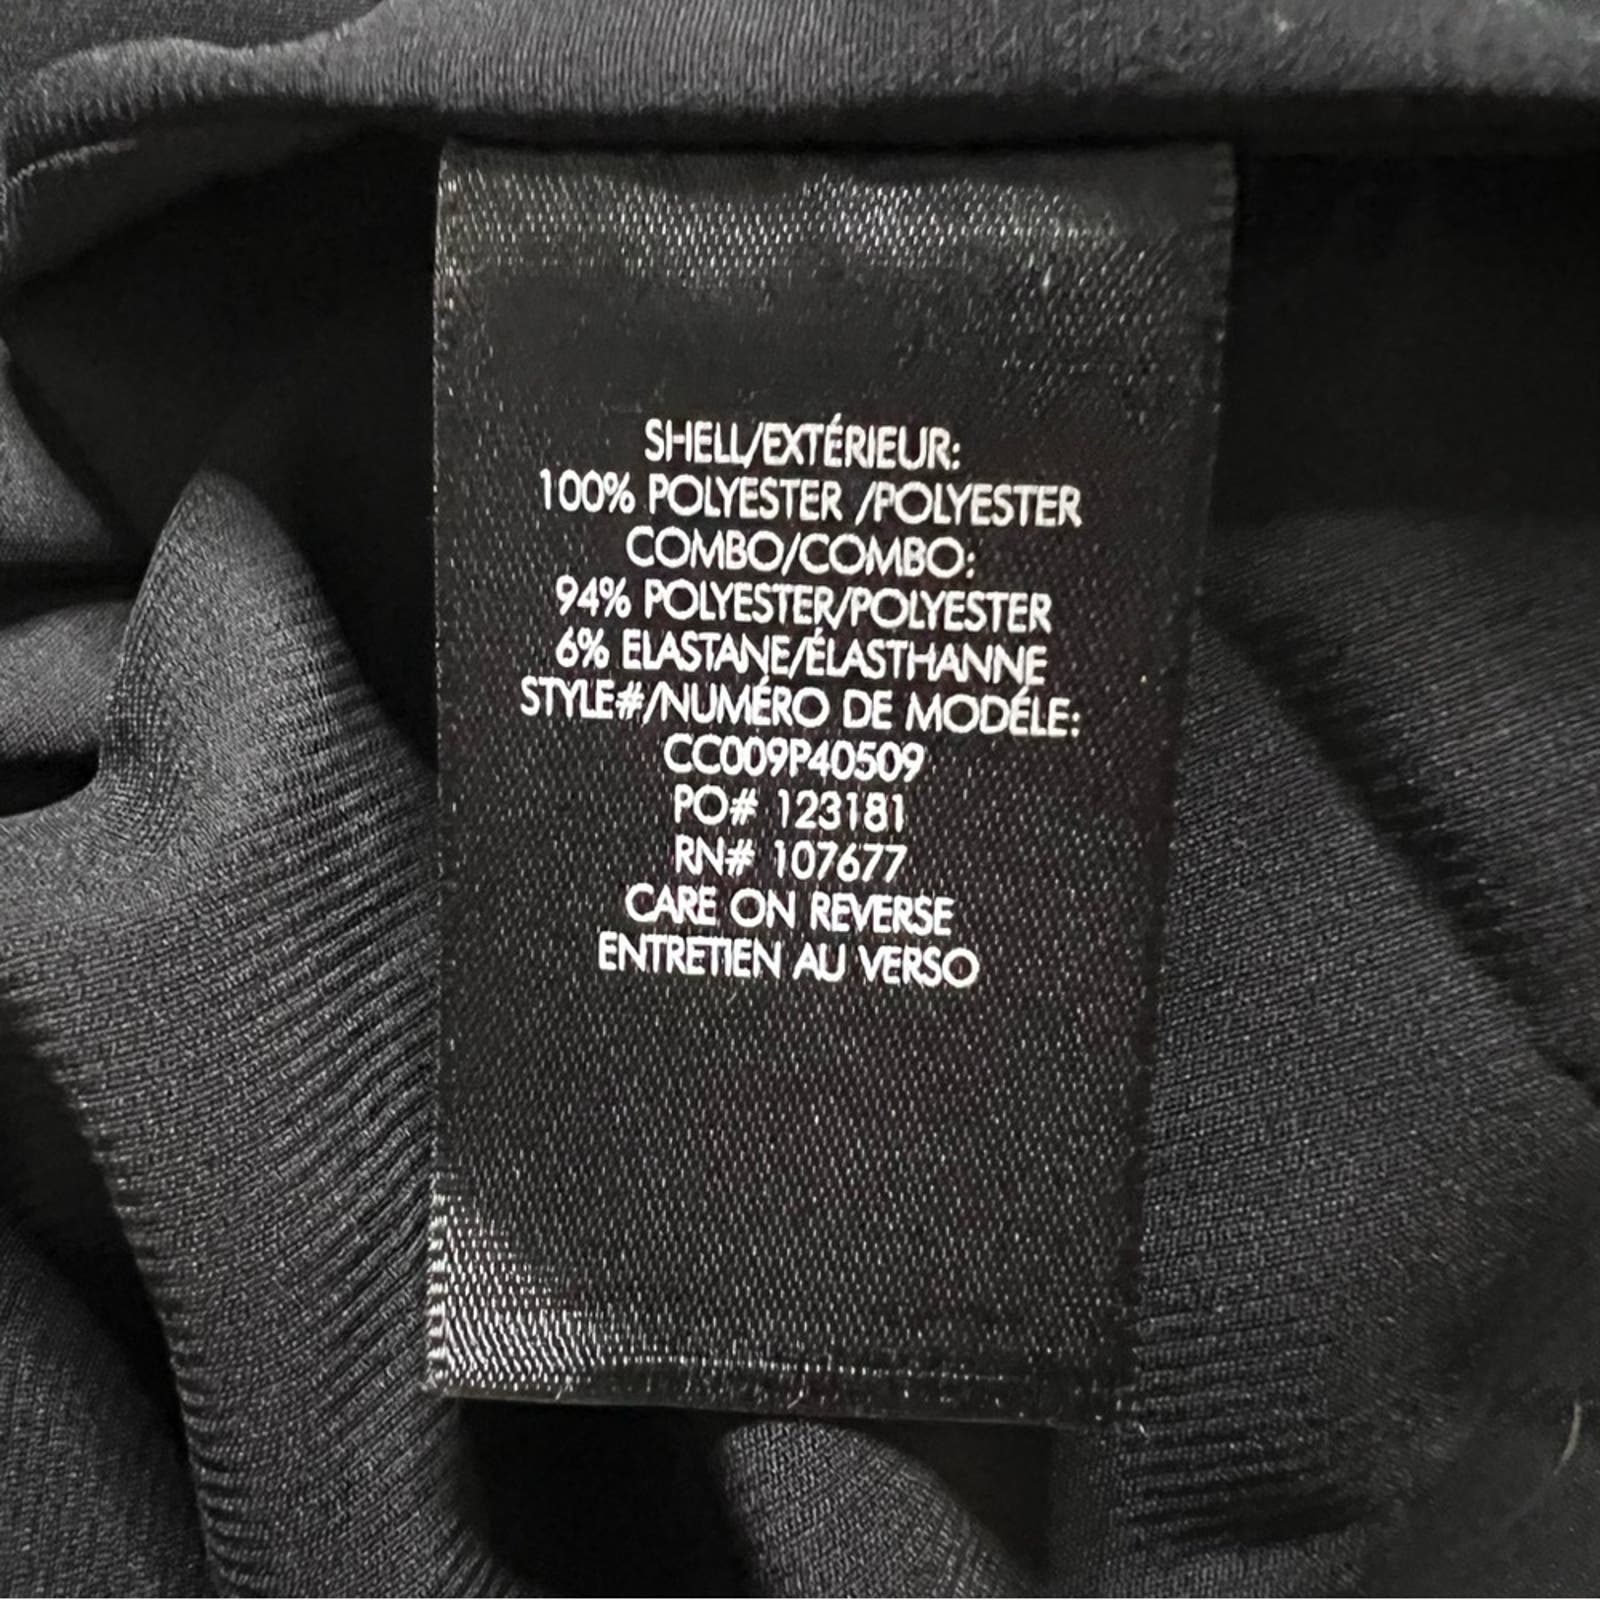 SHELL/EXTÉRIEUR:
100% POLYESTER /POLYESTER
COMBO/COMBO:
94% POLYESTER/POLYESTER
6% ELASTANE/ÉLASTHANNE
STYLE#/NUMÉRO DE MODÉLE:
CC009P40509
PO# 123181
RN# 107677
CARE ON REVERSE
ENTRETIEN AU VERSO